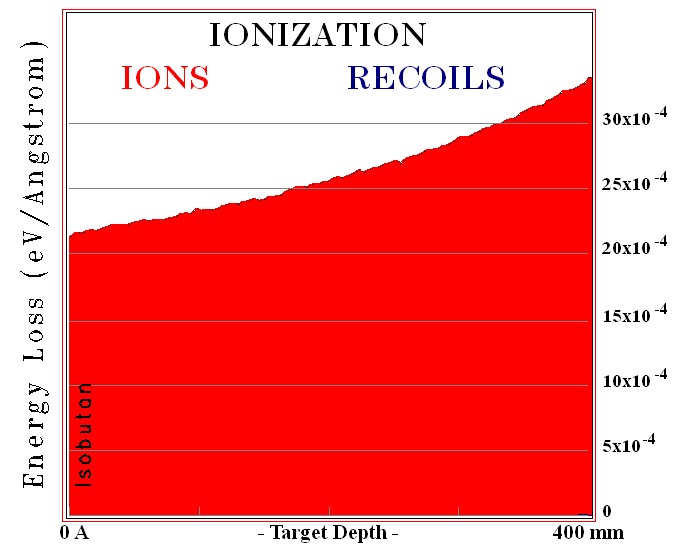 IONIZATION
IONS RECOILS
Energy Loss (eV/Angstrom)
30x10-4
25x10-4
20x10-4
15x10-4
10x10-4
5x10-4
0
Isobutan
0 A - Target Depth - 400 mm